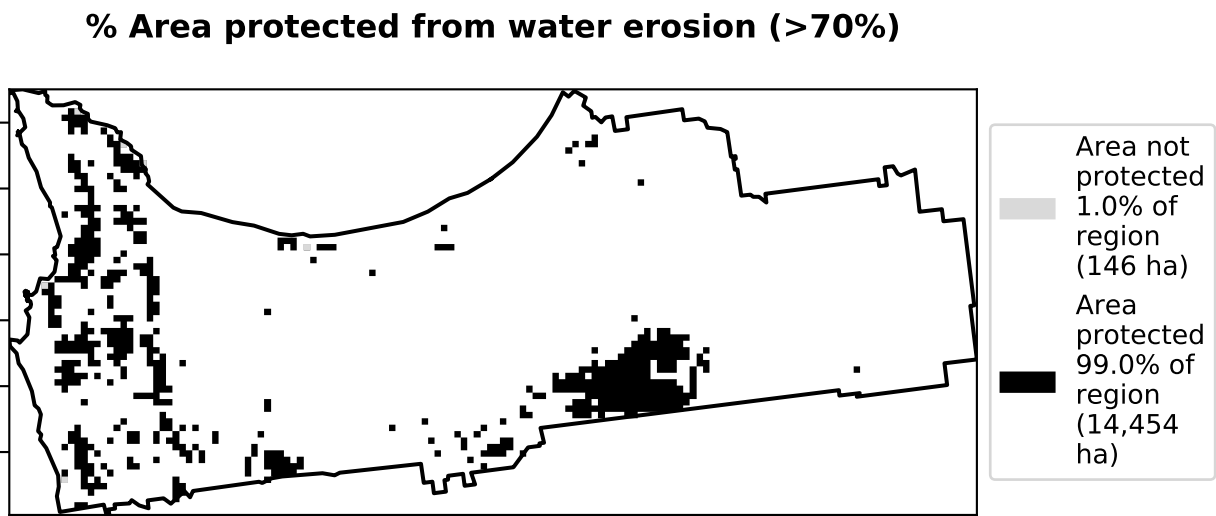 % Area protected from water erosion (>70%)
Area not
protected
1.0% of
region
(146 ha)
Area
protected
99.0% of
region
(14,454
ha)